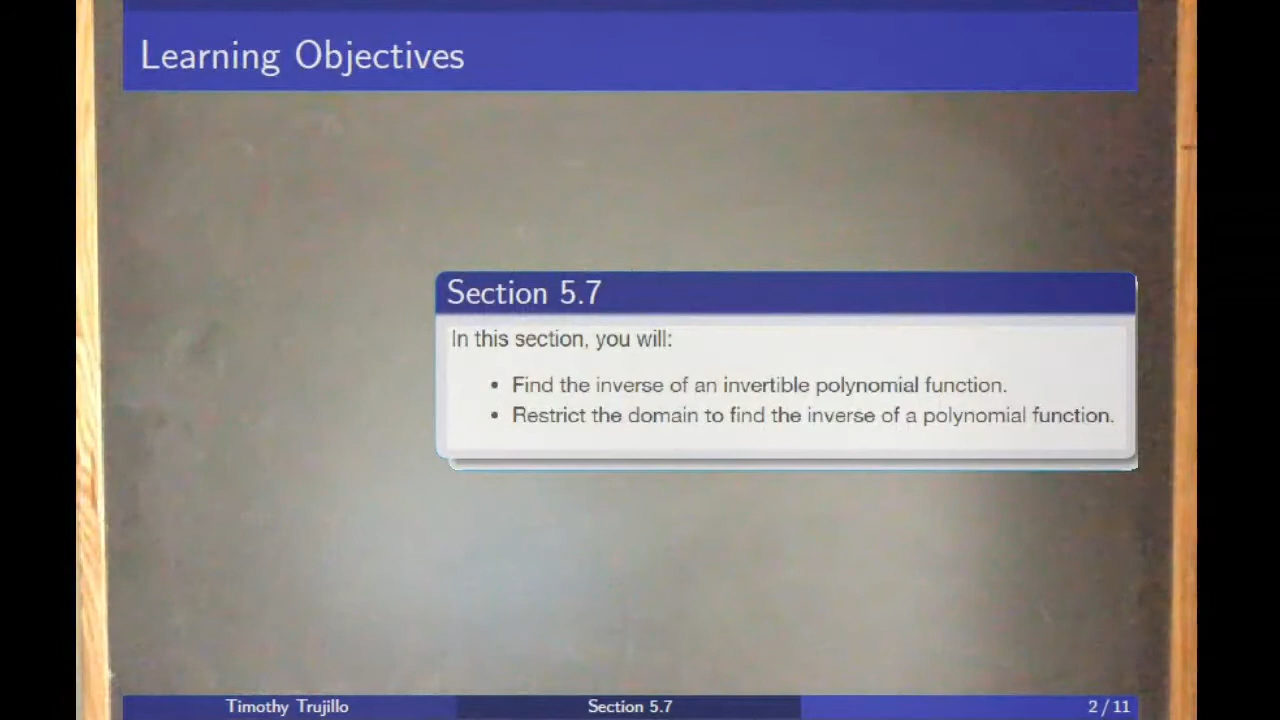 Learning Objectives
Section 5.7
In this section, you will:
• Find the inverse of an invertible polynomial function.
• Restrict the domain to find the inverse of a polynomial function.
Timothy Trujillo
Section 5.7
2 / 11